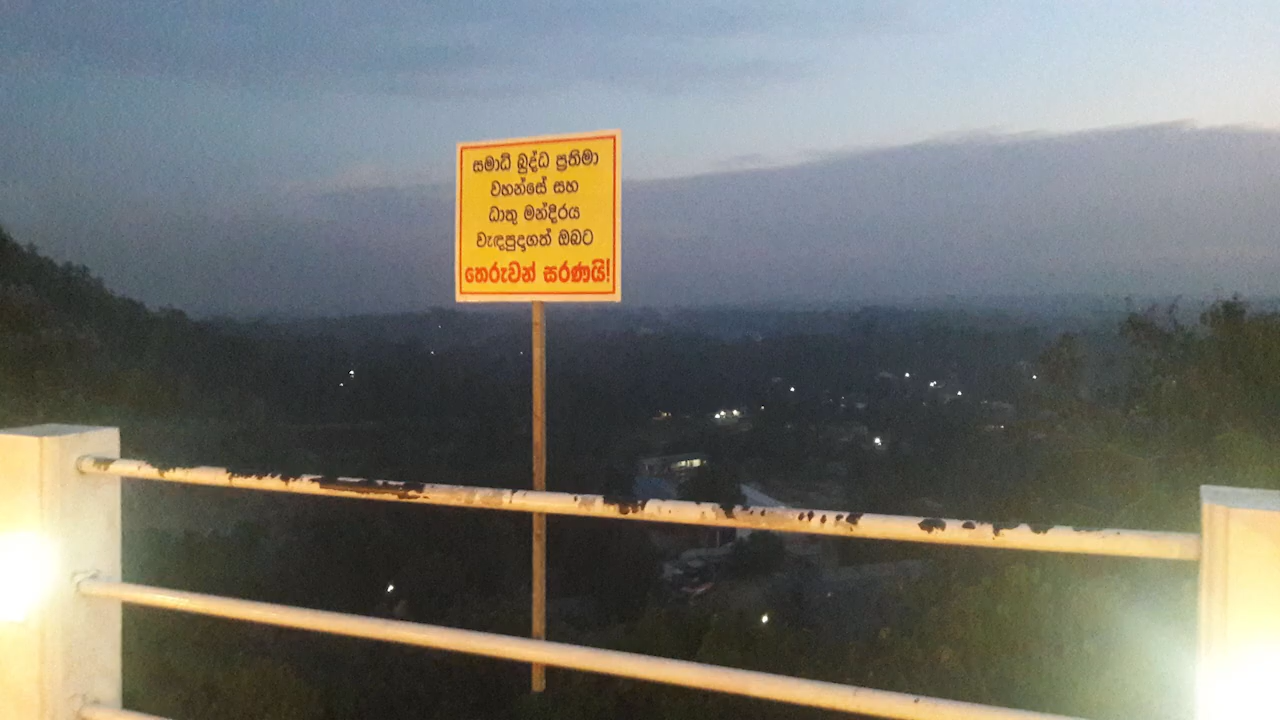 සමාධි බුද්ධ ප්‍රතිමා
වහන්සේ සහ
ධාතු මන්දිරය
වැඳපුදාගත් ඔබට
තෙරුවන් සරණයි!